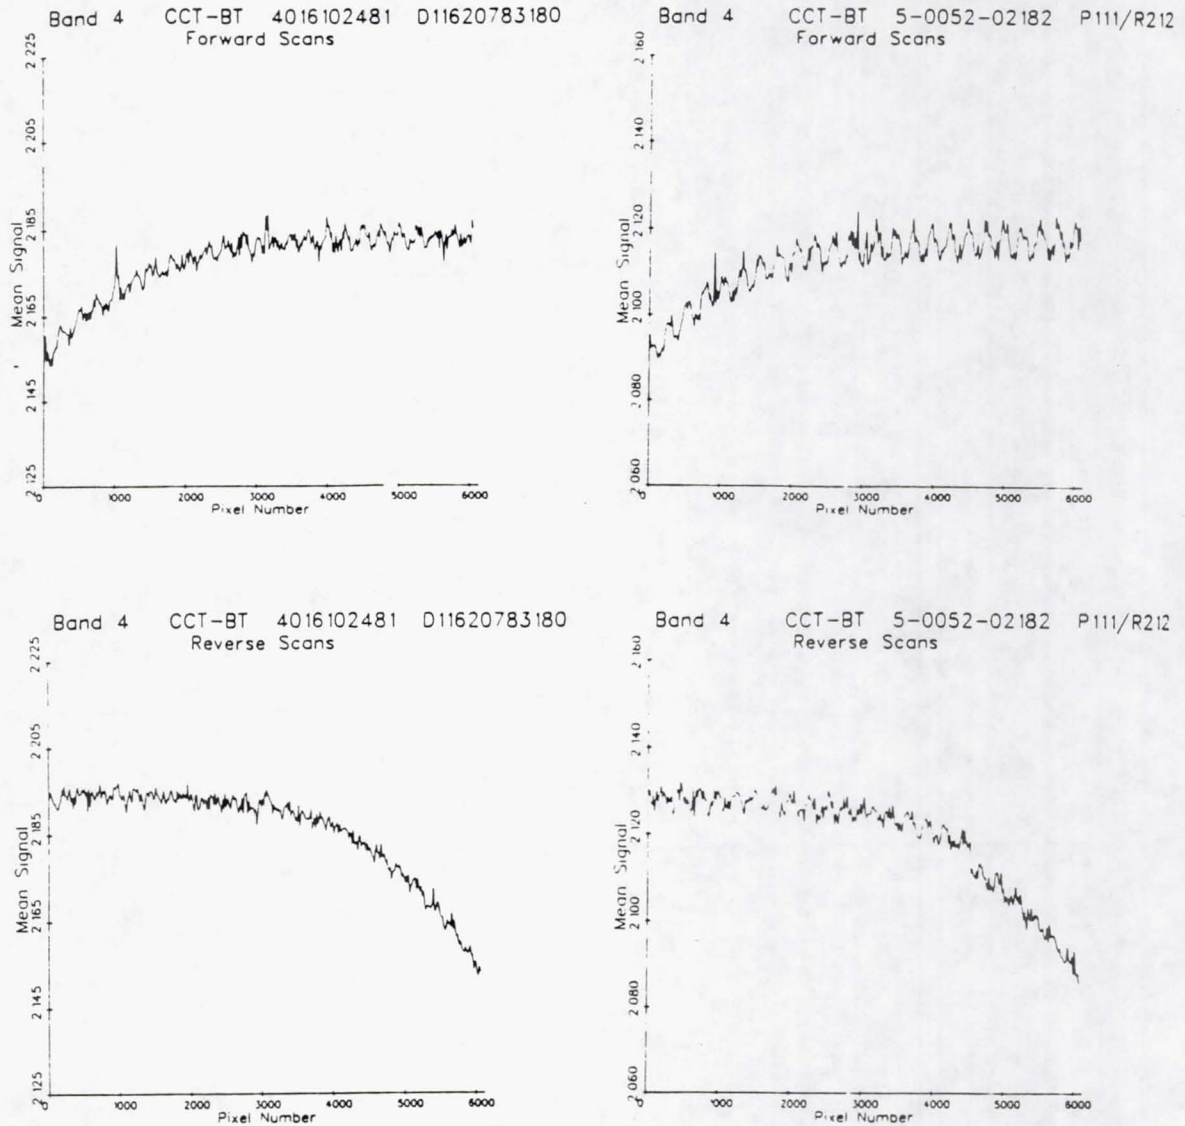 Band 4 CCT-BT 4016102481 D11620783180
Forward Scans
2.225
2.205
2.185
2.165
2.145
2.125
Mean Signal
0 1000 2000 3000 4000 5000 6000
Pixel Number
Band 4 CCT-BT 5-0052-02182 P111/R212
Forward Scans
2.160
2.140
2.120
2.100
2.080
2.060
Mean Signal
0 1000 2000 3000 4000 5000 6000
Pixel Number
Band 4 CCT-BT 4016102481 D11620783180
Reverse Scans
2.225
2.205
2.185
2.165
2.145
2.125
Mean Signal
0 1000 2000 3000 4000 5000 6000
Pixel Number
Band 4 CCT-BT 5-0052-02182 P111/R212
Reverse Scans
2.160
2.140
2.120
2.100
2.080
2.060
Mean Signal
0 1000 2000 3000 4000 5000 6000
Pixel Number